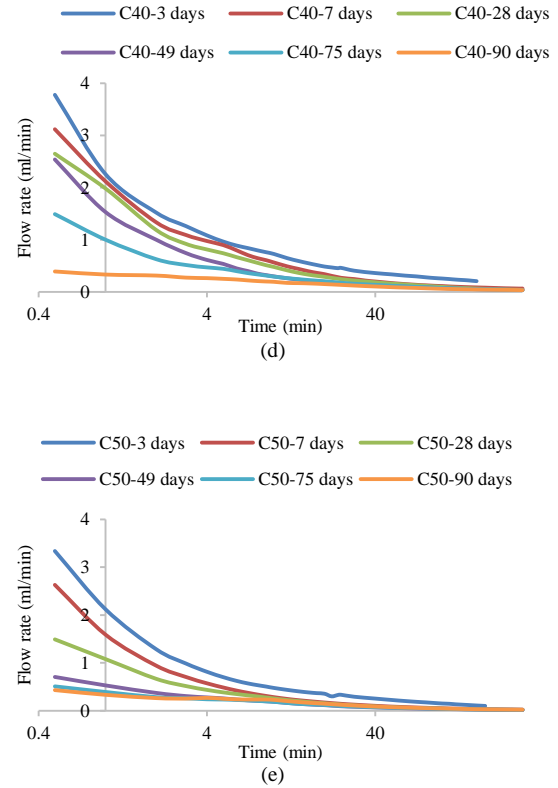 C40-3 days C40-7 days C40-28 days
C40-49 days C40-75 days C40-90 days
4
3
2
1
0
Flow rate (ml/min)
0.4 4 40
Time (min)
(d)
C50-3 days C50-7 days C50-28 days
C50-49 days C50-75 days C50-90 days
4
3
2
1
0
Flow rate (ml/min)
0.4 4 40
Time (min)
(e)